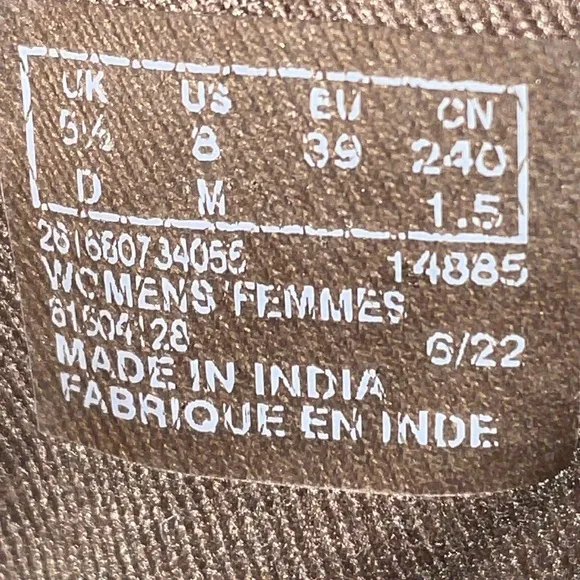 UK US EU CN
5½ 8 39 240
D M 1.5
261680734055 14885
WOMENS FEMMES
61504128 6/22
MADE IN INDIA
FABRIQUE EN INDE